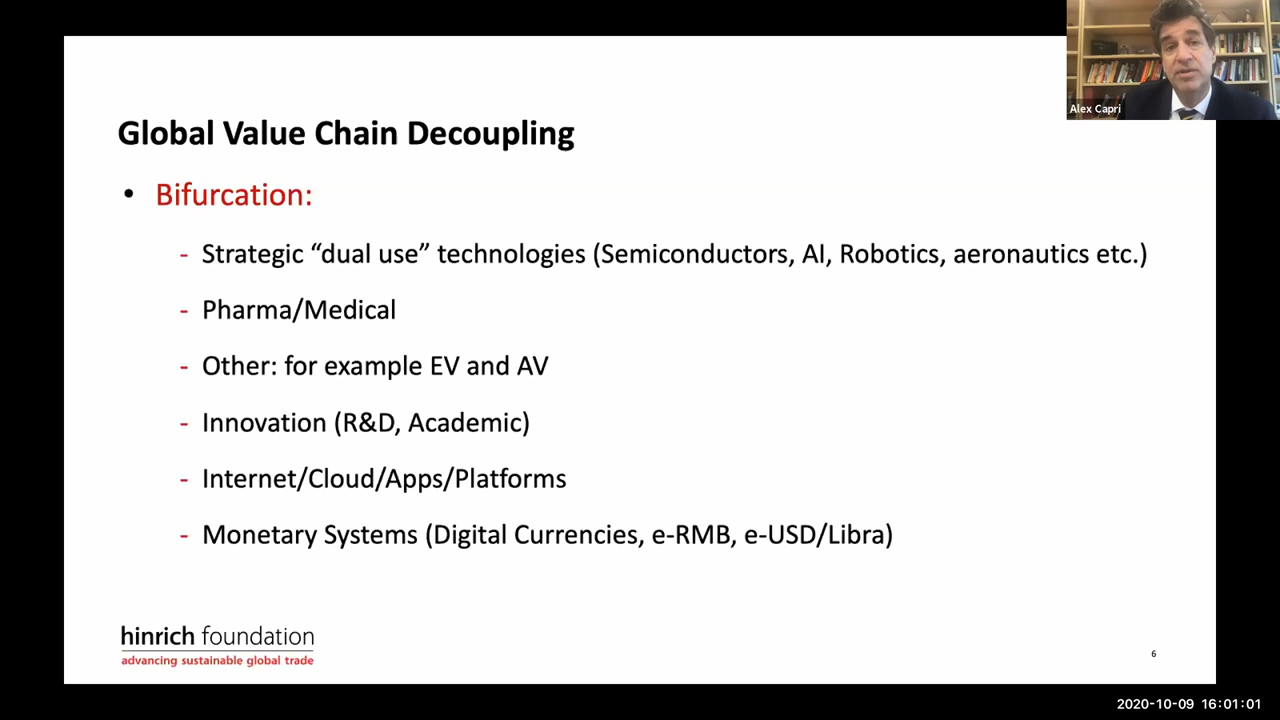 Alex Capri
Global Value Chain Decoupling
• Bifurcation:
- Strategic “dual use” technologies (Semiconductors, AI, Robotics, aeronautics etc.)
- Pharma/Medical
- Other: for example EV and AV
- Innovation (R&D, Academic)
- Internet/Cloud/Apps/Platforms
- Monetary Systems (Digital Currencies, e-RMB, e-USD/Libra)
hinrich foundation
advancing sustainable global trade
6
2020-10-09 16:01:01